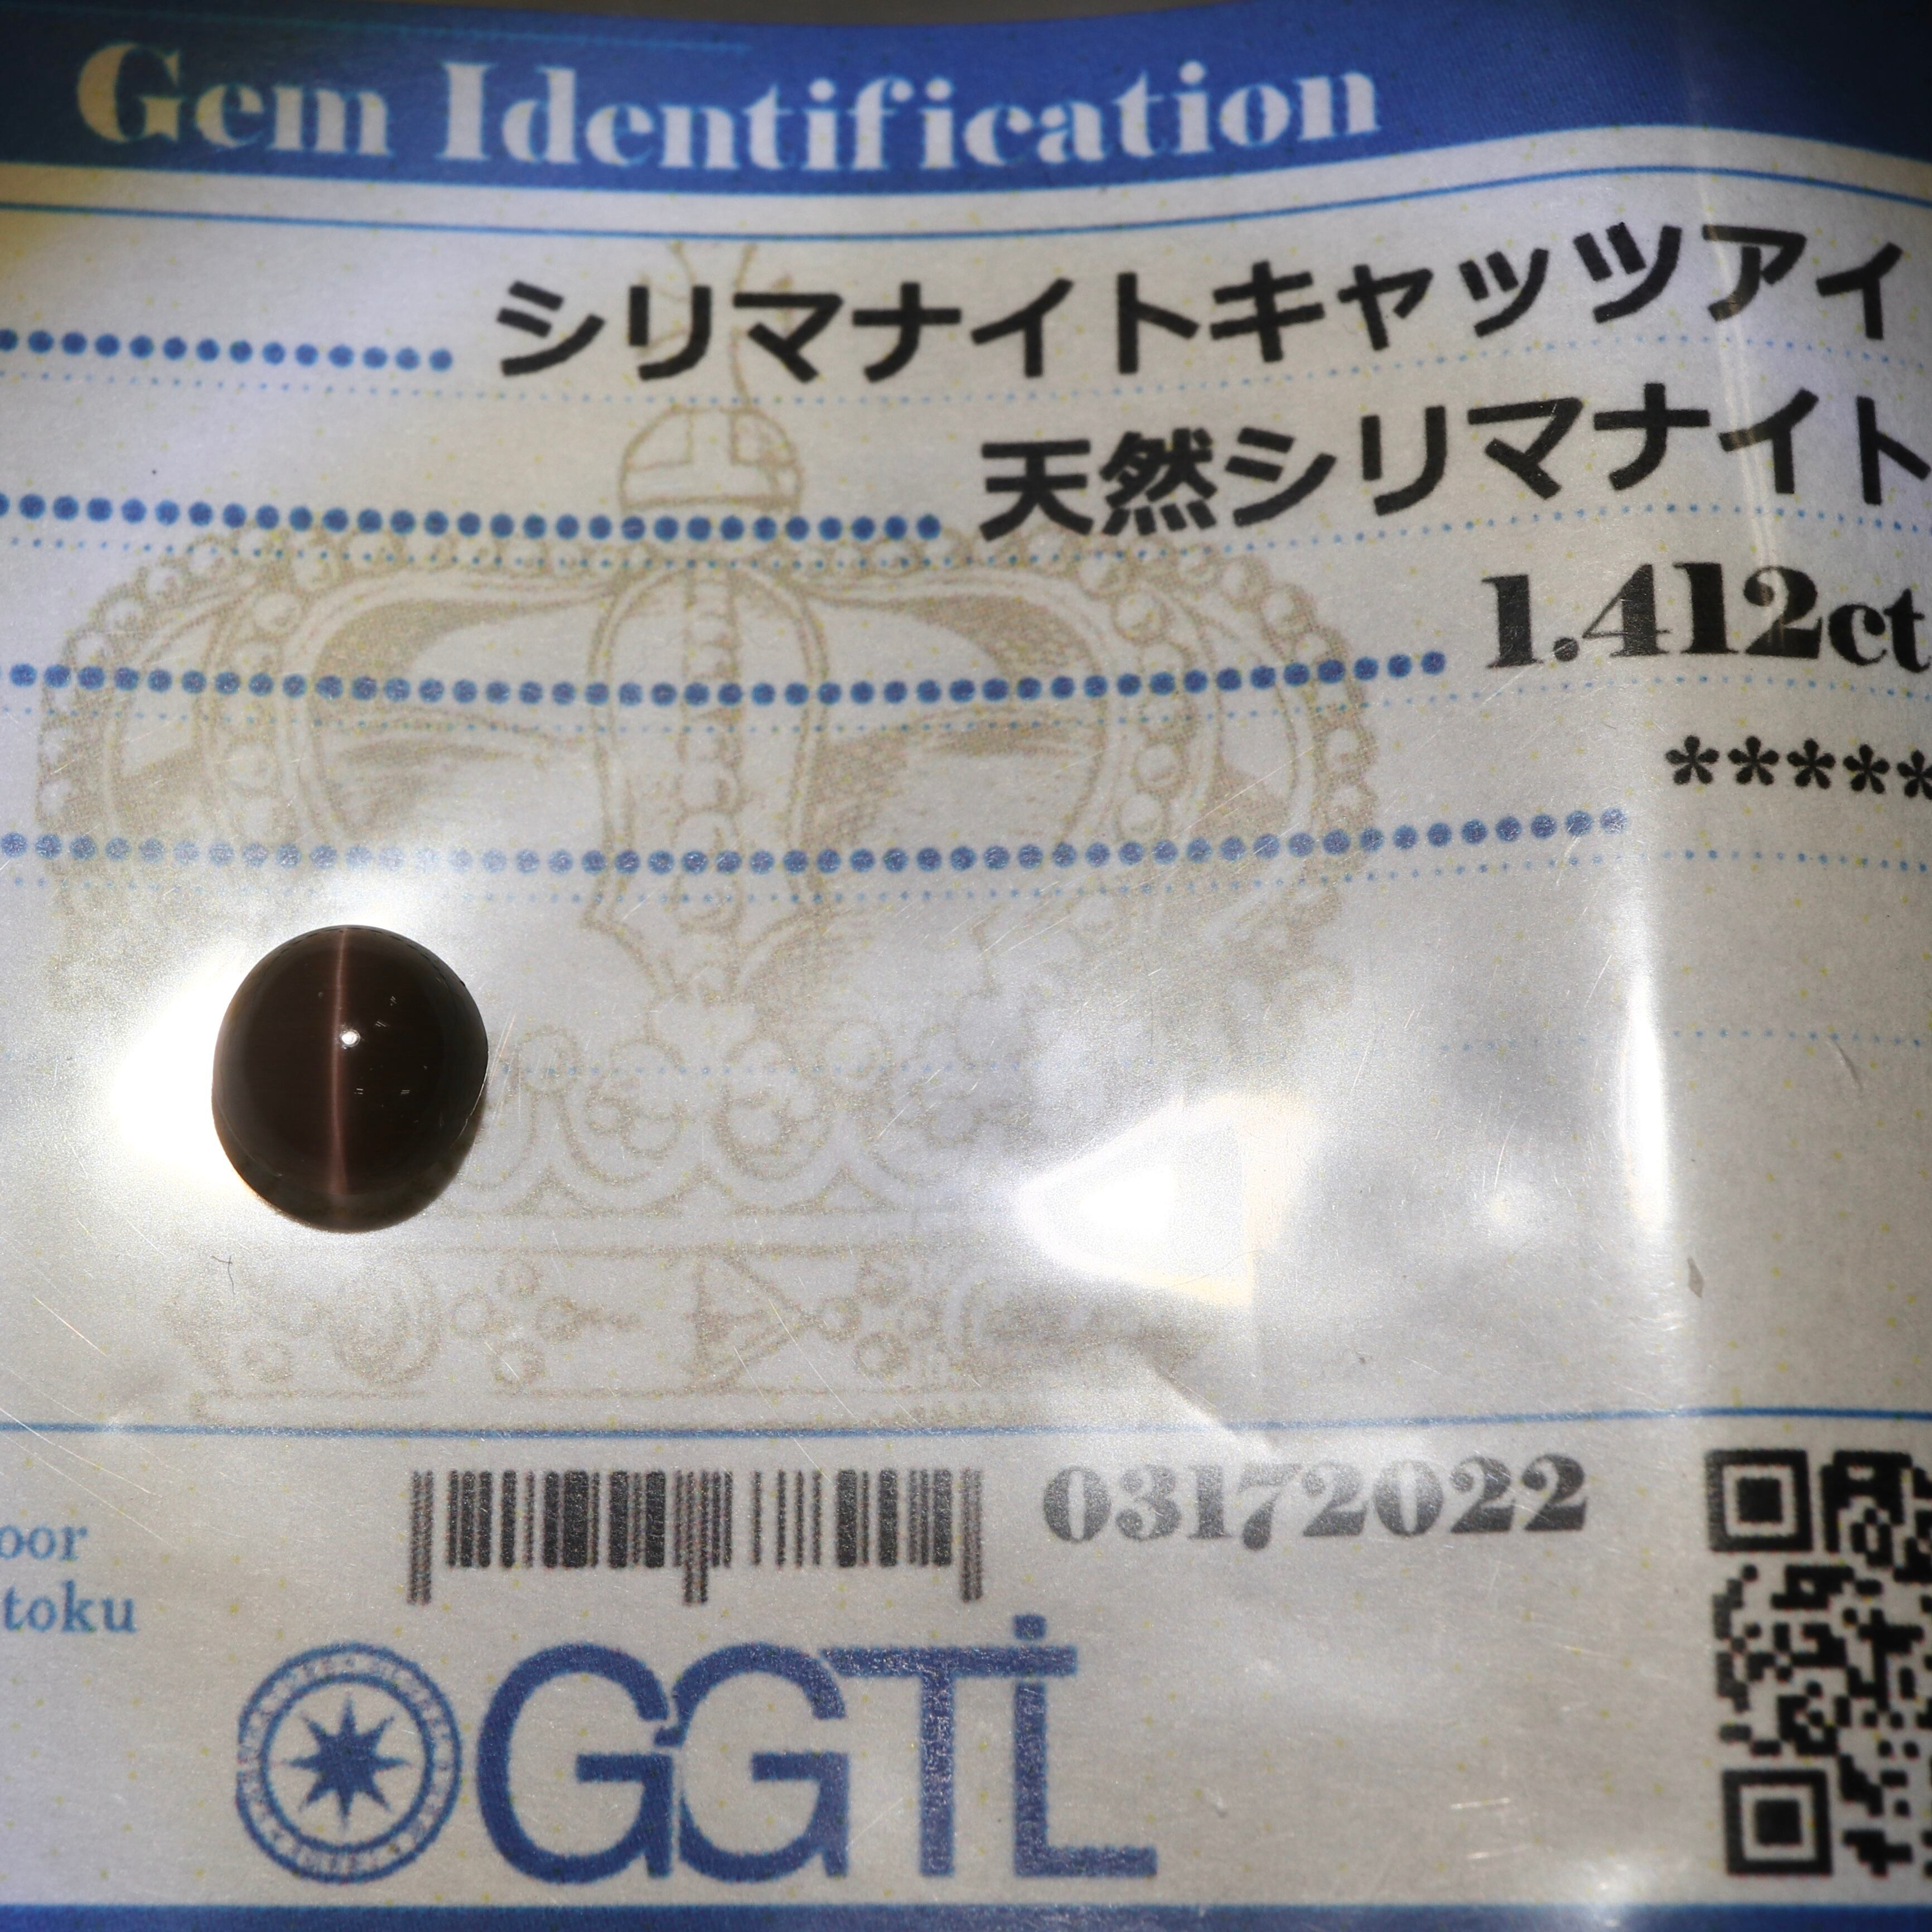 Gem Identification
シリマナイトキャッツアイ
天然シリマナイト
1.412ct
*****
03172022
oor
toku
GGTL